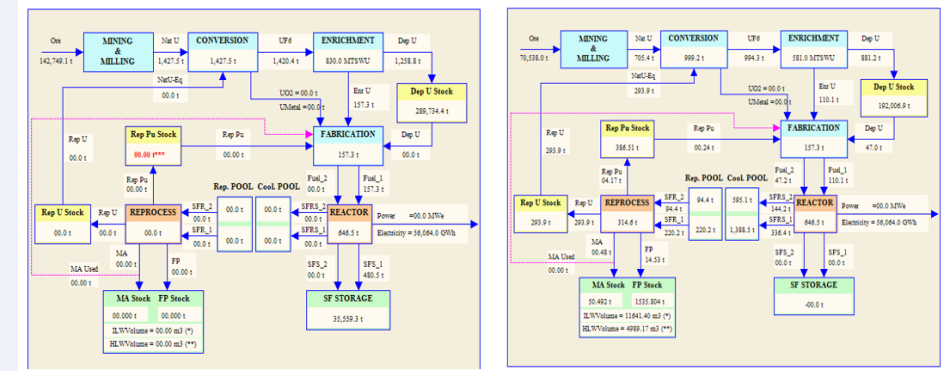 Ore
142,749.1 t
MINING
&
MILLING
Nat U
1,427.5 t
CONVERSION
1,427.5 t
UF6
1,420.4 t
ENRICHMENT
830.0 MTSWU
Dep U
1,258.8 t
NatU-Eq
00.0 t
UO2 = 00.0 t
UMetal = 00.0 t
Enr U
157.3 t
Dep U Stock
289,734.4 t
Rep U
00.0 t
Rep Pu Stock
00.00 t***
Rep Pu
00.00 t
FABRICATION
157.3 t
Dep U
00.0 t
Rep Pu
00.00 t
Fuel_2
00.0 t
Fuel_1
157.3 t
Rep. POOL
Cool. POOL
Rep U Stock
00.0 t
Rep U
00.0 t
REPROCESS
00.0 t
SFR_2
00.0 t
SFR_1
00.0 t
00.0 t
00.0 t
00.0 t
00.0 t
SFRS_2
00.0 t
SFRS_1
00.0 t
REACTOR
646.5 t
Power =00.0 MWe
Electricity = 56,064.0 GWh
MA
00.00 t
FP
00.00 t
MA Used
00.00 t
SFS_2
00.0 t
SFS_1
480.5 t
MA Stock FP Stock
00.000 t 00.000 t
ILWVolume = 00.00 m3 (*)
HLWVolume = 00.00 m3 (**)
SF STORAGE
35,559.3 t
Ore
70,538.0 t
MINING
&
MILLING
Nat U
705.4 t
CONVERSION
999.2 t
UF6
994.3 t
ENRICHMENT
581.0 MTSWU
Dep U
881.2 t
NatU-Eq
293.9 t
UO2 = 00.0 t
UMetal = 00.0 t
Enr U
110.1 t
Dep U Stock
192,006.9 t
Rep U
293.9 t
Rep Pu Stock
386.51 t
Rep Pu
00.24 t
FABRICATION
157.3 t
Dep U
47.0 t
Rep Pu
04.17 t
Fuel_2
47.2 t
Fuel_1
110.1 t
Rep. POOL
Cool. POOL
Rep U Stock
293.9 t
Rep U
293.9 t
REPROCESS
314.6 t
SFR_2
94.4 t
SFR_1
220.2 t
94.4 t
220.2 t
595.1 t
1,388.5 t
SFRS_2
144.2 t
SFRS_1
336.4 t
REACTOR
646.5 t
Power =00.0 MWe
Electricity = 56,064.0 GWh
MA
00.48 t
FP
14.53 t
MA Used
00.00 t
SFS_2
00.0 t
SFS_1
00.0 t
MA Stock FP Stock
50.492 t 1535.804 t
ILWVolume = 11641.40 m3 (*)
HLWVolume = 4989.17 m3 (**)
SF STORAGE
-00.0 t